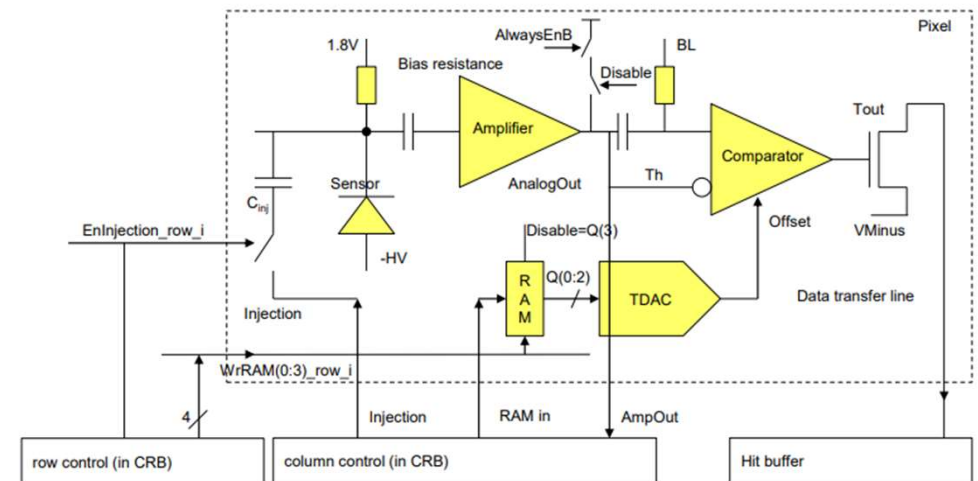 Pixel
AlwaysEnB
1.8V
BL
Bias resistance
Disable
Tout
Amplifier
Comparator
Sensor
AnalogOut
Th
Cinj
EnInjection_row_i
Disable=Q(3)
Offset
VMinus
-HV
R
A
M
Q(0:2)
TDAC
Data transfer line
Injection
WrRAM(0:3)_row_i
4
Injection
RAM in
AmpOut
row control (in CRB)
column control (in CRB)
Hit buffer